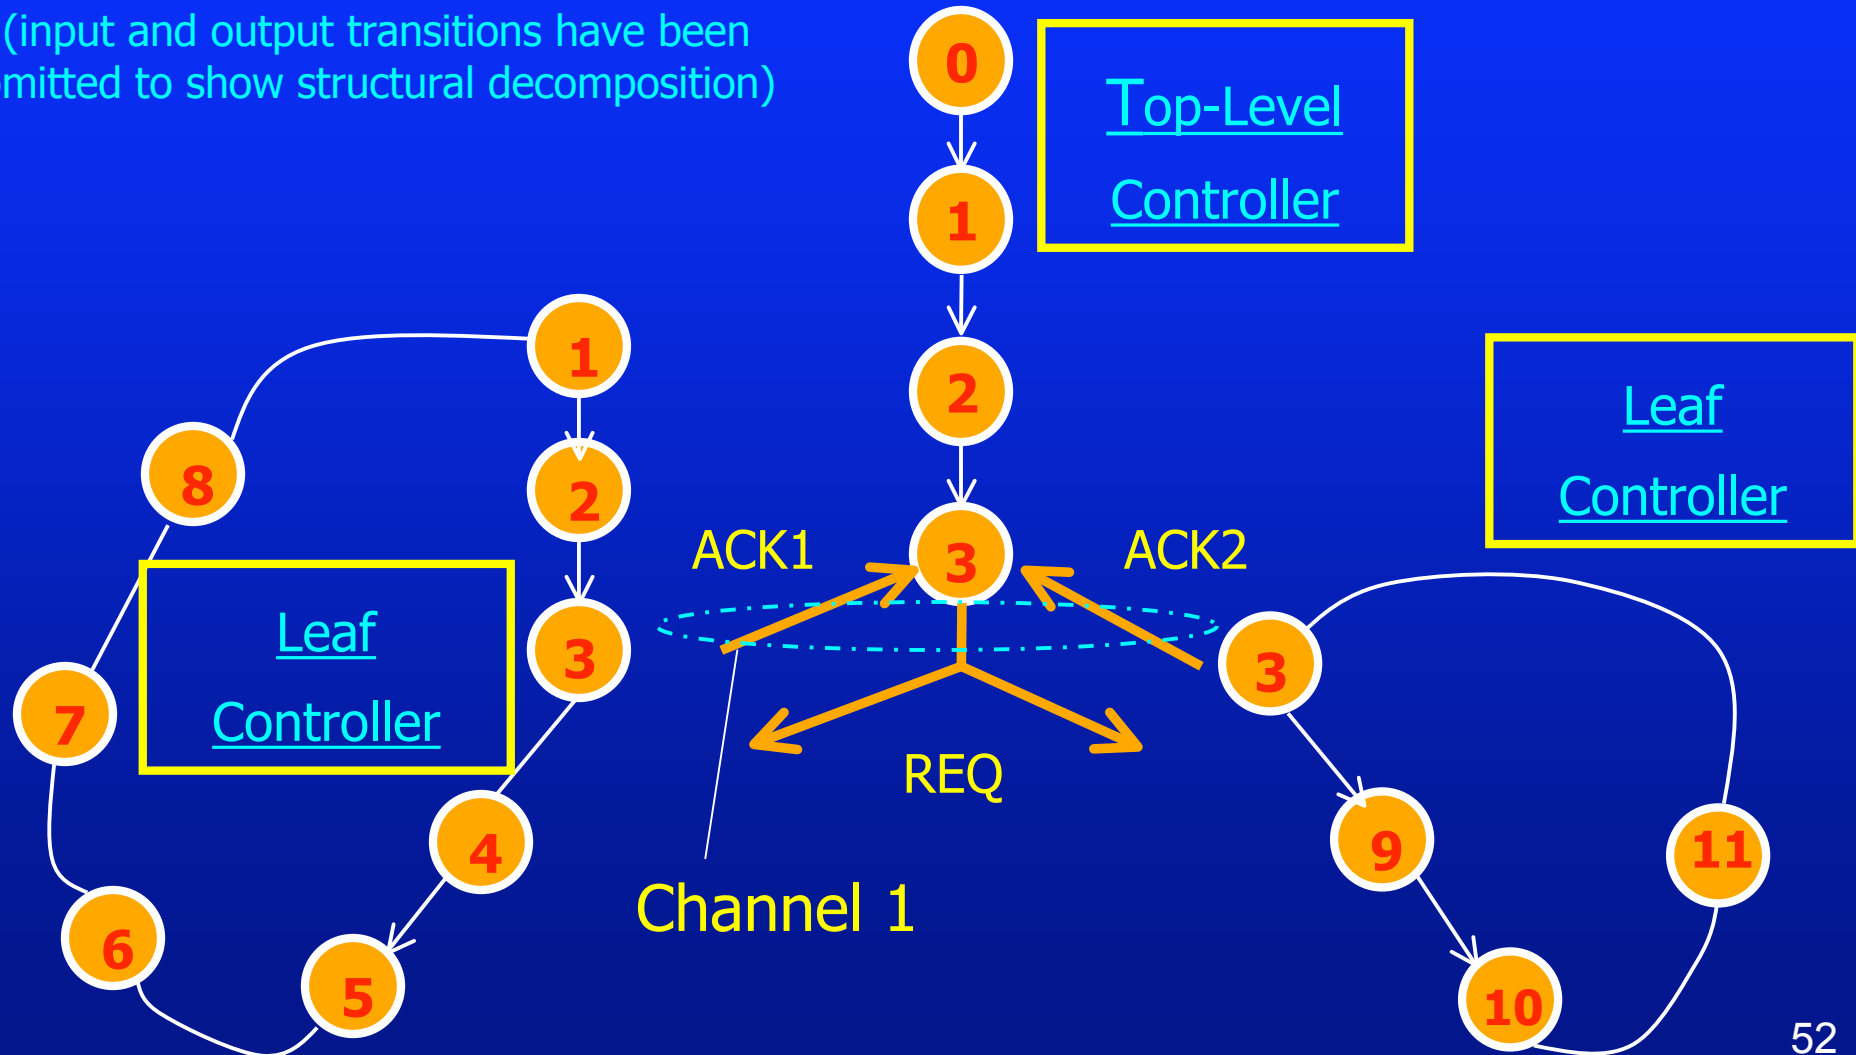 (input and output transitions have been
mitted to show structural decomposition)
0
Top-Level
Controller
1
2
3
1
8
2
3
7
Leaf
Controller
4
6
5
ACK1
ACK2
REQ
Channel 1
Leaf
Controller
3
9
11
10
52